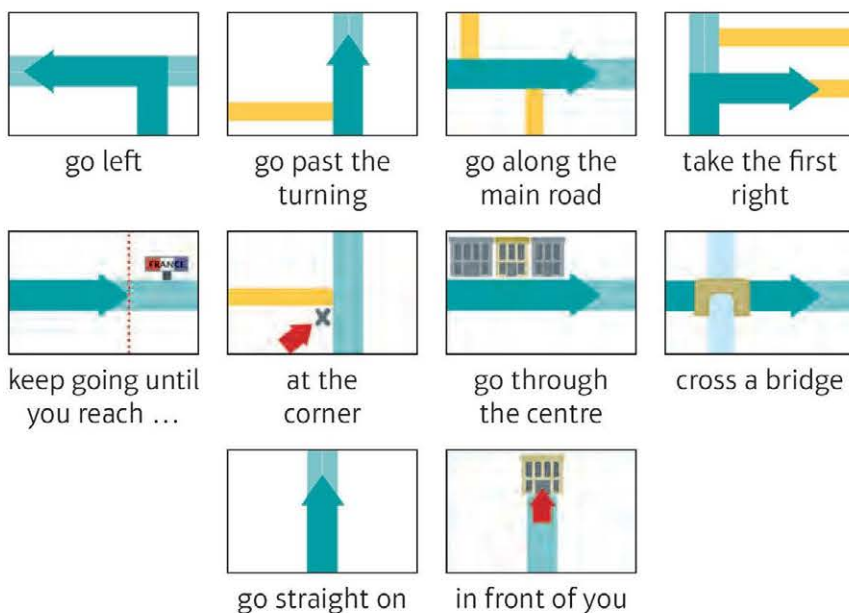 go left
go past the
turning
go along the
main road
take the first
right
FRANCE
keep going until
you reach …
at the
corner
go through
the centre
cross a bridge
go straight on
in front of you